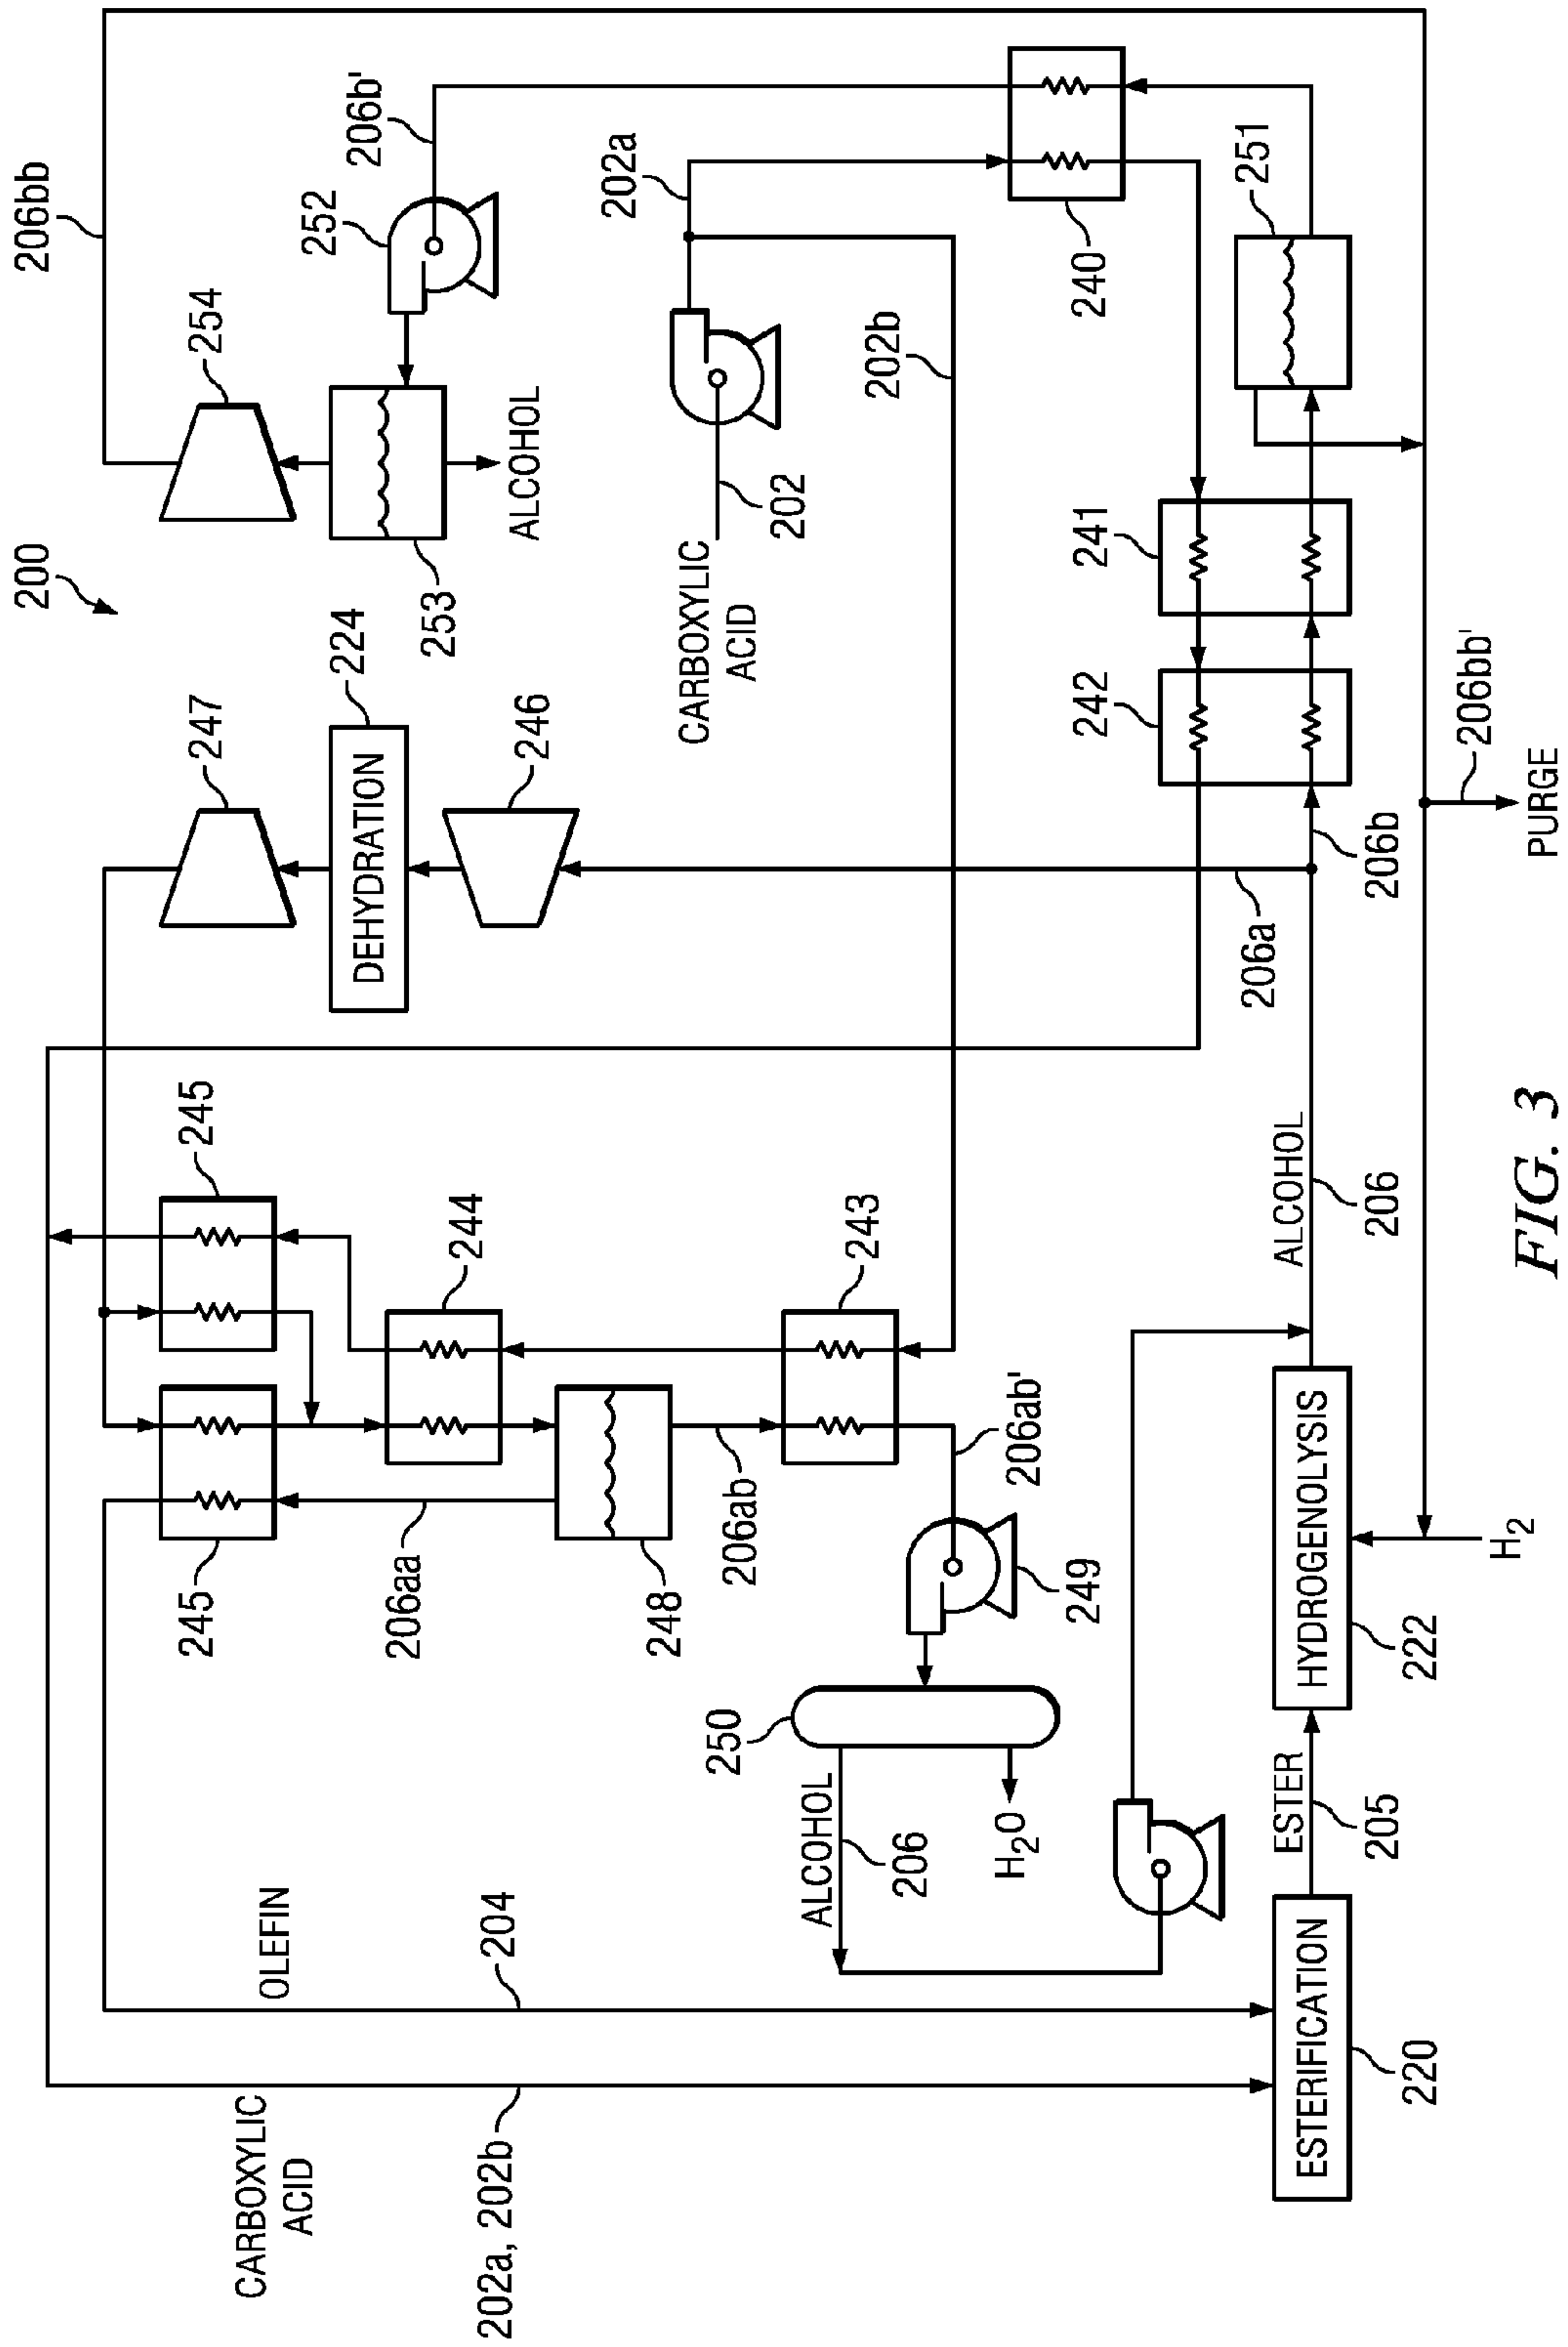 200
206bb
254
252
206b'
253
ALCOHOL
202a
202
CARBOXYLIC
ACID
202b
240
251
241
242
247
224
DEHYDRATION
246
206a
206b
206bb'
PURGE
245
244
243
245
206aa
248
206ab
206ab'
249
250
ALCOHOL
206
H2O
ALCOHOL
206
HYDROGENOLYSIS
222
H2
ESTER
205
OLEFIN
204
CARBOXYLIC
ACID
202a, 202b
ESTERIFICATION
220
FIG. 3